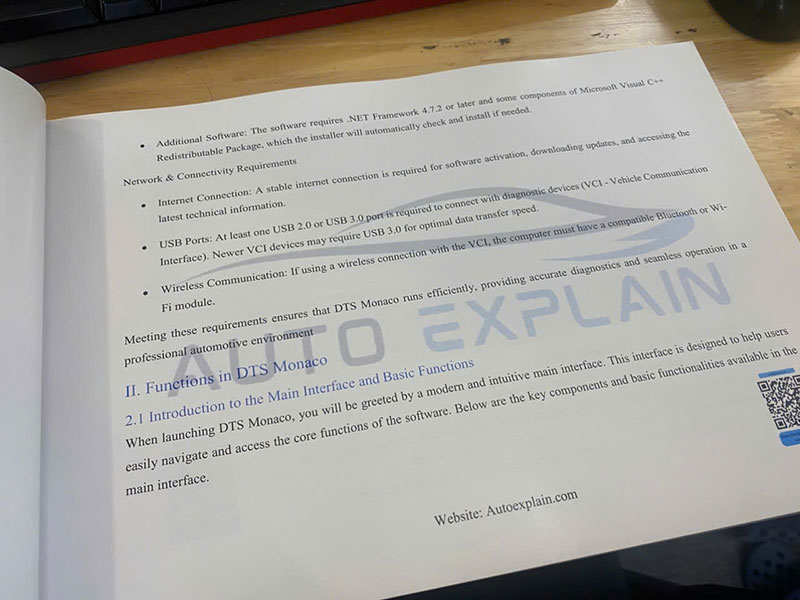 • Additional Software: The software requires .NET Framework 4.7.2 or later and some components of Microsoft Visual C++
Redistributable Package, which the installer will automatically check and install if needed.
Network & Connectivity Requirements
• Internet Connection: A stable internet connection is required for software activation, downloading updates, and accessing the
latest technical information.
• USB Ports: At least one USB 2.0 or USB 3.0 port is required to connect with diagnostic devices (VCI - Vehicle Communication
Interface). Newer VCI devices may require USB 3.0 for optimal data transfer speed.
• Wireless Communication: If using a wireless connection with the VCI, the computer must have a compatible Bluetooth or Wi-
Fi module.
Meeting these requirements ensures that DTS Monaco runs efficiently, providing accurate diagnostics and seamless operation in a
professional automotive environment
AUTO EXPLAIN
II. Functions in DTS Monaco
2.1 Introduction to the Main Interface and Basic Functions
When launching DTS Monaco, you will be greeted by a modern and intuitive main interface. This interface is designed to help users
easily navigate and access the core functions of the software. Below are the key components and basic functionalities available in the
main interface.
Website: Autoexplain.com